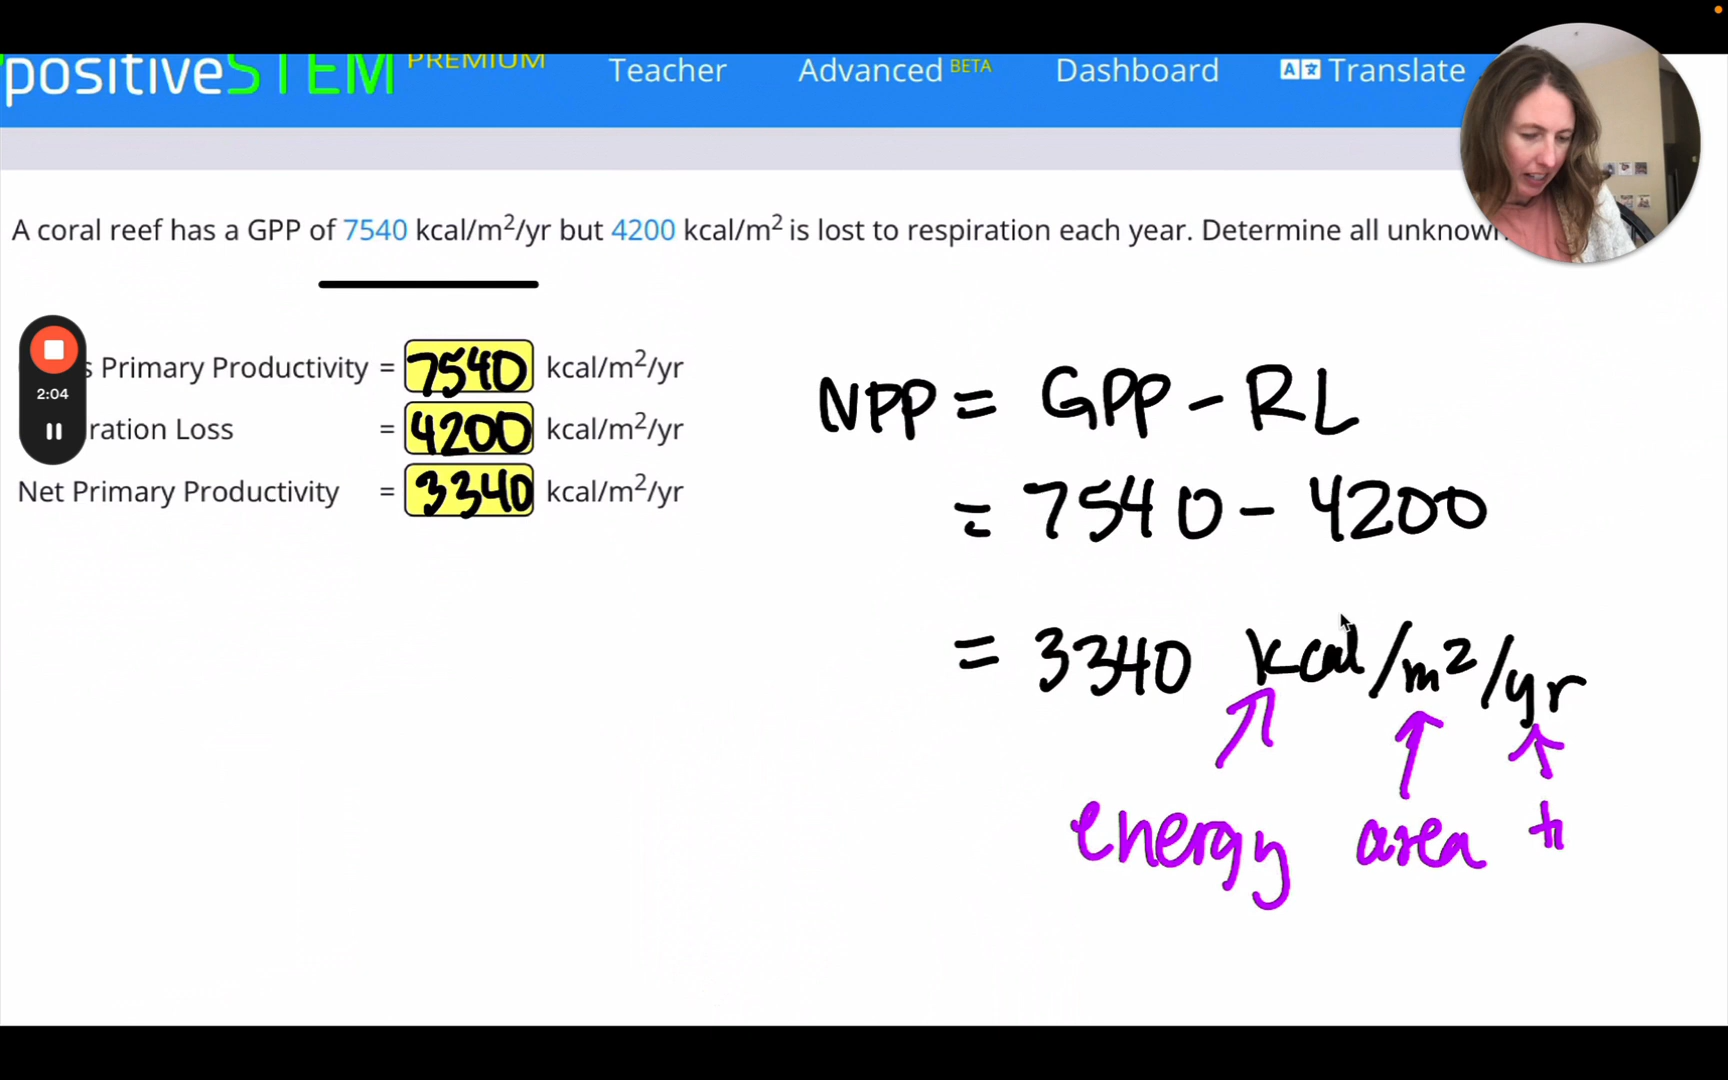 positiveSTEM PREMIUM Teacher Advanced BETA Dashboard Translate
A coral reef has a GPP of 7540 kcal/m²/yr but 4200 kcal/m² is lost to respiration each year. Determine all
2:04
s Primary Productivity = 7540 kcal/m²/yr
ration Loss = 4200 kcal/m²/yr
Net Primary Productivity = 3340 kcal/m²/yr
NPP = GPP - RL
= 7540 - 4200
= 3340 kcal/m²/yr
energy area ti